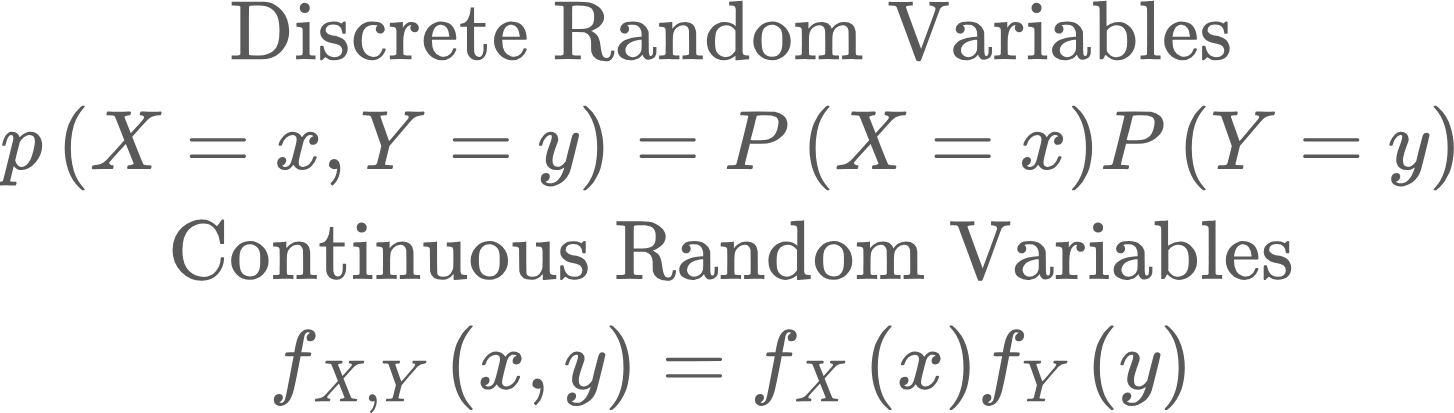 Discrete Random Variables
p (X = x, Y = y) = P (X = x)P (Y = y)
Continuous Random Variables
f_{X,Y} (x, y) = f_X (x)f_Y (y)